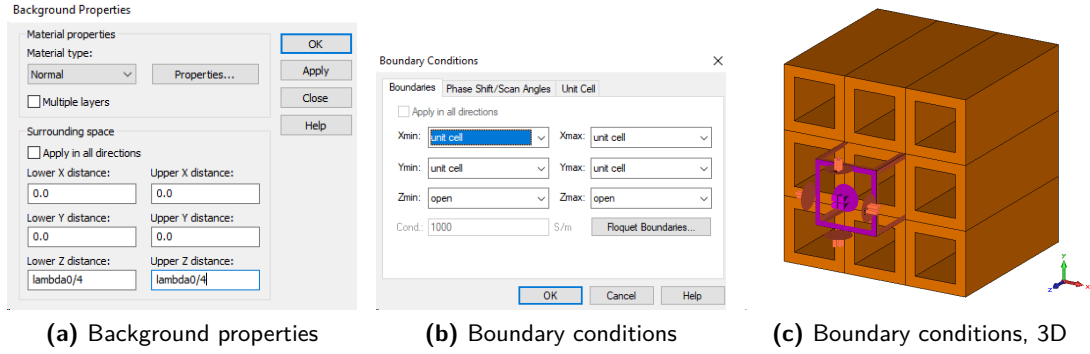 Background Properties
Material properties
Material type:
Normal
Properties...
Multiple layers
Surrounding space
Apply in all directions
Lower X distance: Upper X distance:
0.0 0.0
Lower Y distance: Upper Y distance:
0.0 0.0
Lower Z distance: Upper Z distance:
lambda0/4 lambda0/4
OK
Apply
Close
Help
(a) Background properties
Boundary Conditions
Boundaries Phase Shift/Scan Angles Unit Cell
Apply in all directions
Xmin: unit cell Xmax: unit cell
Ymin: unit cell Ymax: unit cell
Zmin: open Zmax: open
Cond.: 1000 S/m Floquet Boundaries...
OK Cancel Help
(b) Boundary conditions
y
z x
(c) Boundary conditions, 3D